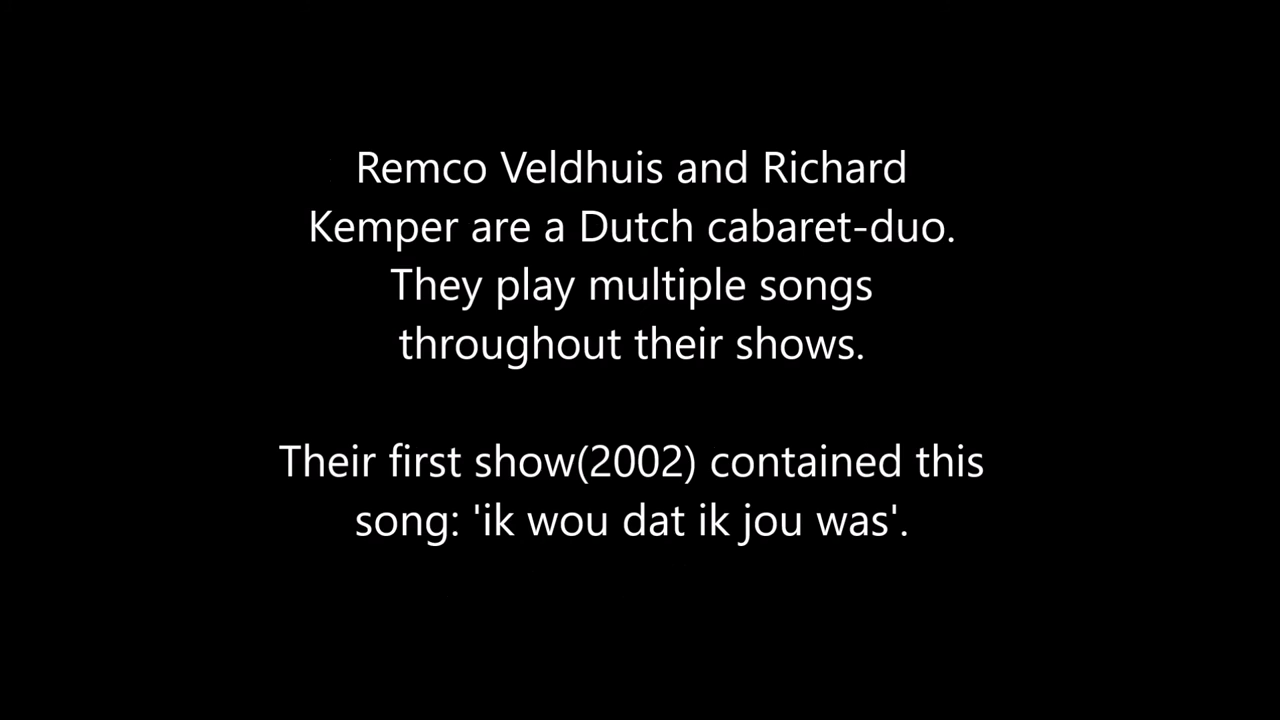 Remco Veldhuis and Richard
Kemper are a Dutch cabaret-duo.
They play multiple songs
throughout their shows.
Their first show(2002) contained this
song: 'ik wou dat ik jou was'.